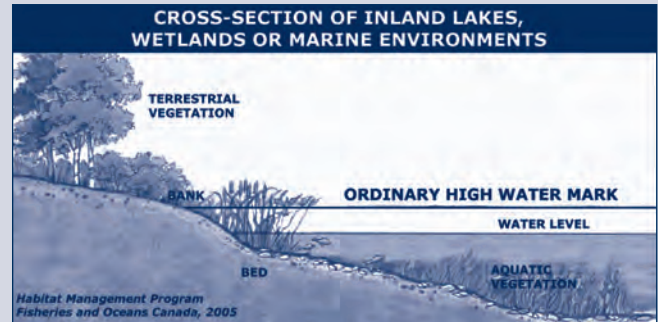 CROSS-SECTION OF INLAND LAKES,
WETLANDS OR MARINE ENVIRONMENTS
TERRESTRIAL
VEGETATION
BANK
ORDINARY HIGH WATER MARK
WATER LEVEL
BED
AQUATIC
VEGETATION
Habitat Management Program
Fisheries and Oceans Canada, 2005